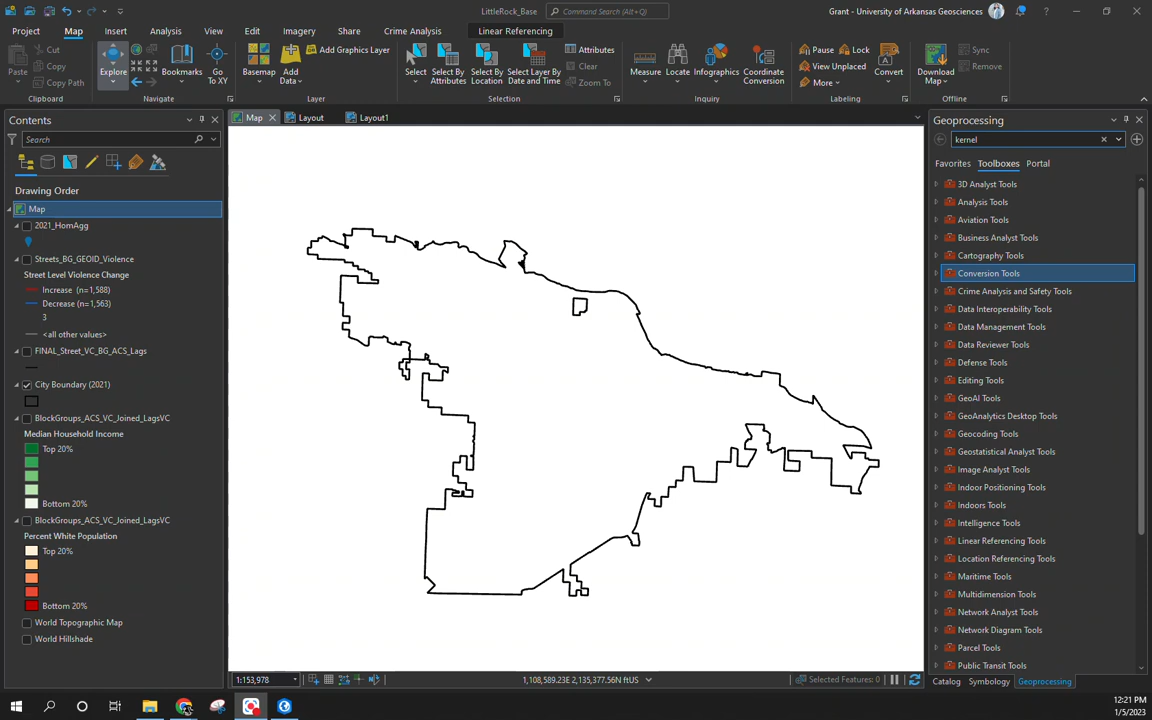 LittleRock_Base
Command Search (Alt+Q)
Grant - University of Arkansas Geosciences
?
Project
Map
Insert
Analysis
View
Edit
Imagery
Share
Crime Analysis
Linear Referencing
Paste
Cut
Copy
Copy Path
Clipboard
Explore
Bookmarks
Go To XY
Navigate
Basemap
Add Data
Add Graphics Layer
Layer
Select
Select By Attributes
Select By Location
Select Layer By Date and Time
Attributes
Clear
Zoom To
Selection
Measure
Locate
Infographics
Coordinate Conversion
Inquiry
Pause
Lock
View Unplaced
More
Convert
Labeling
Download Map
Sync
Remove
Offline
Contents
Search
Drawing Order
Map
2021_HomAgg
Streets_BG_GEOID_Violence
Street Level Violence Change
Increase (n=1,588)
Decrease (n=1,563)
3
<all other values>
FINAL_Street_VC_BG_ACS_Lags
City Boundary (2021)
BlockGroups_ACS_VC_Joined_LagsVC
Median Household Income
Top 20%
Bottom 20%
BlockGroups_ACS_VC_Joined_LagsVC
Percent White Population
Top 20%
Bottom 20%
World Topographic Map
World Hillshade
Map
Layout
Layout1
1:153,978
1,108,589.23E 2,135,377.56N ftUS
Selected Features: 0
Geoprocessing
kernel
Favorites
Toolboxes
Portal
3D Analyst Tools
Analysis Tools
Aviation Tools
Business Analyst Tools
Cartography Tools
Conversion Tools
Crime Analysis and Safety Tools
Data Interoperability Tools
Data Management Tools
Data Reviewer Tools
Defense Tools
Editing Tools
GeoAI Tools
GeoAnalytics Desktop Tools
Geocoding Tools
Geostatistical Analyst Tools
Image Analyst Tools
Indoor Positioning Tools
Indoors Tools
Intelligence Tools
Linear Referencing Tools
Location Referencing Tools
Maritime Tools
Multidimension Tools
Network Analyst Tools
Network Diagram Tools
Parcel Tools
Public Transit Tools
Catalog
Symbology
Geoprocessing
12:21 PM
1/5/2023